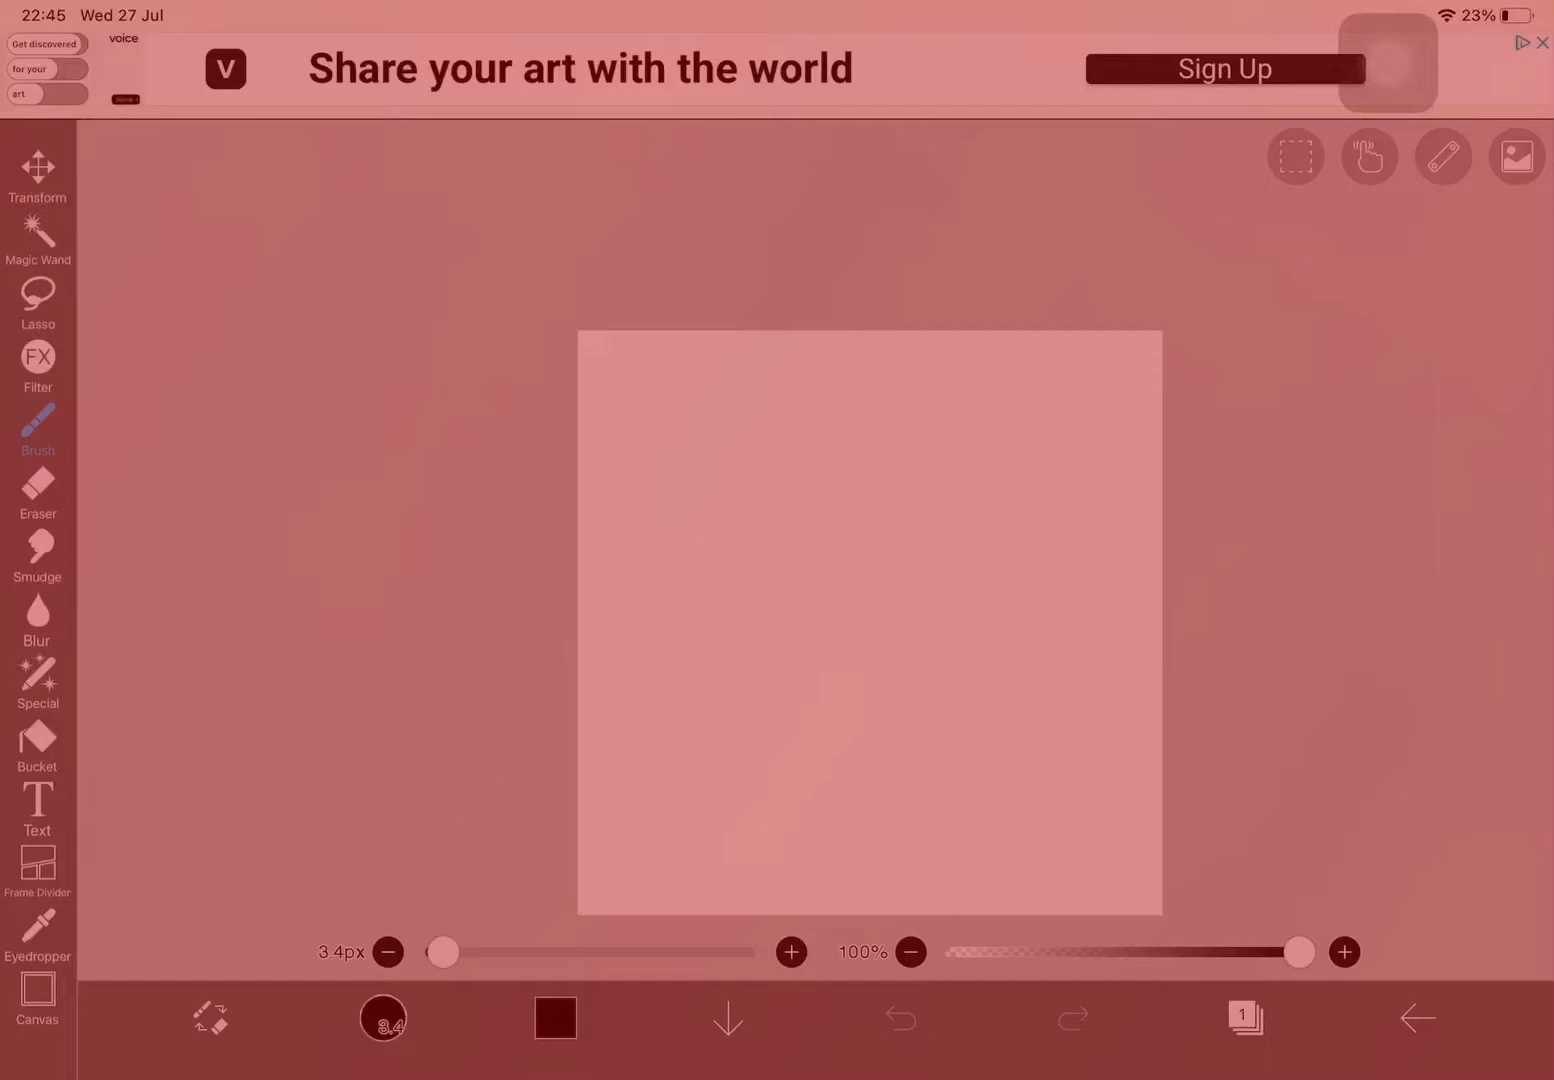 22:45 Wed 27 Jul
23%
Get discovered
for your
art
voice
V
Share your art with the world
Sign Up
Transform
Magic Wand
Lasso
FX
Filter
Brush
Eraser
Smudge
Blur
Special
Bucket
T
Text
Frame Divider
Eyedropper
Canvas
3.4px
100%
3.4
1